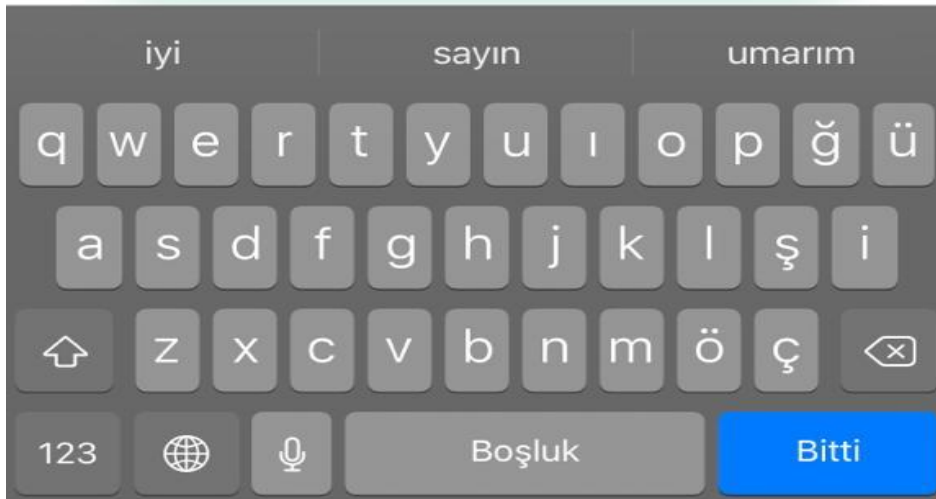 iyi sayın umarım
q w e r t y u ı o p ğ ü
a s d f g h j k l ş i
z x c v b n m ö ç
123 Boşluk Bitti